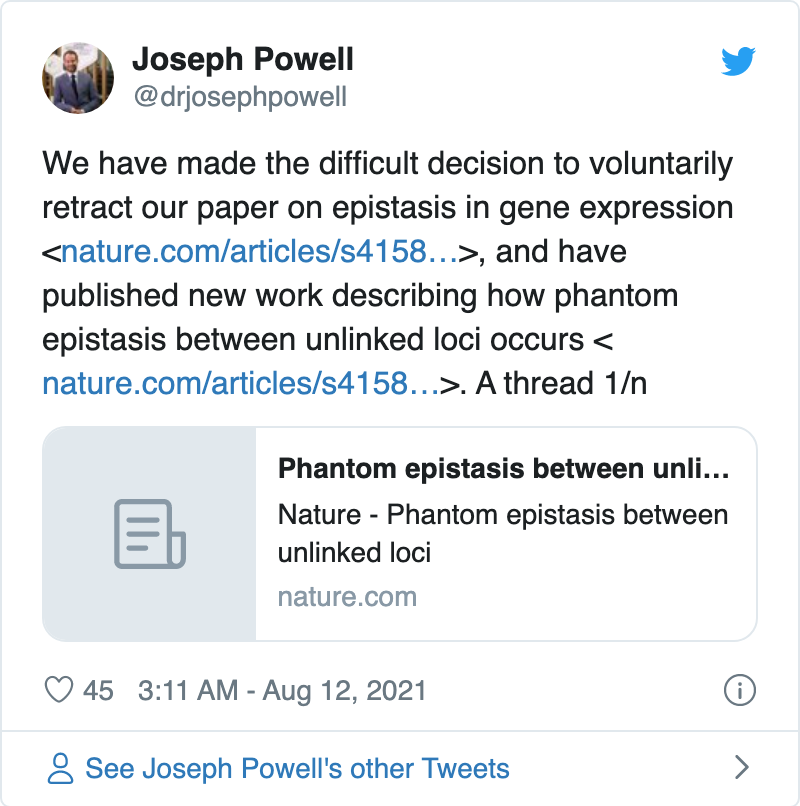 Joseph Powell
@drjosephpowell
We have made the difficult decision to voluntarily
retract our paper on epistasis in gene expression
<nature.com/articles/s4158…>, and have
published new work describing how phantom
epistasis between unlinked loci occurs <
nature.com/articles/s4158…>. A thread 1/n
Phantom epistasis between unli…
Nature - Phantom epistasis between
unlinked loci
nature.com
45 3:11 AM - Aug 12, 2021
See Joseph Powell's other Tweets